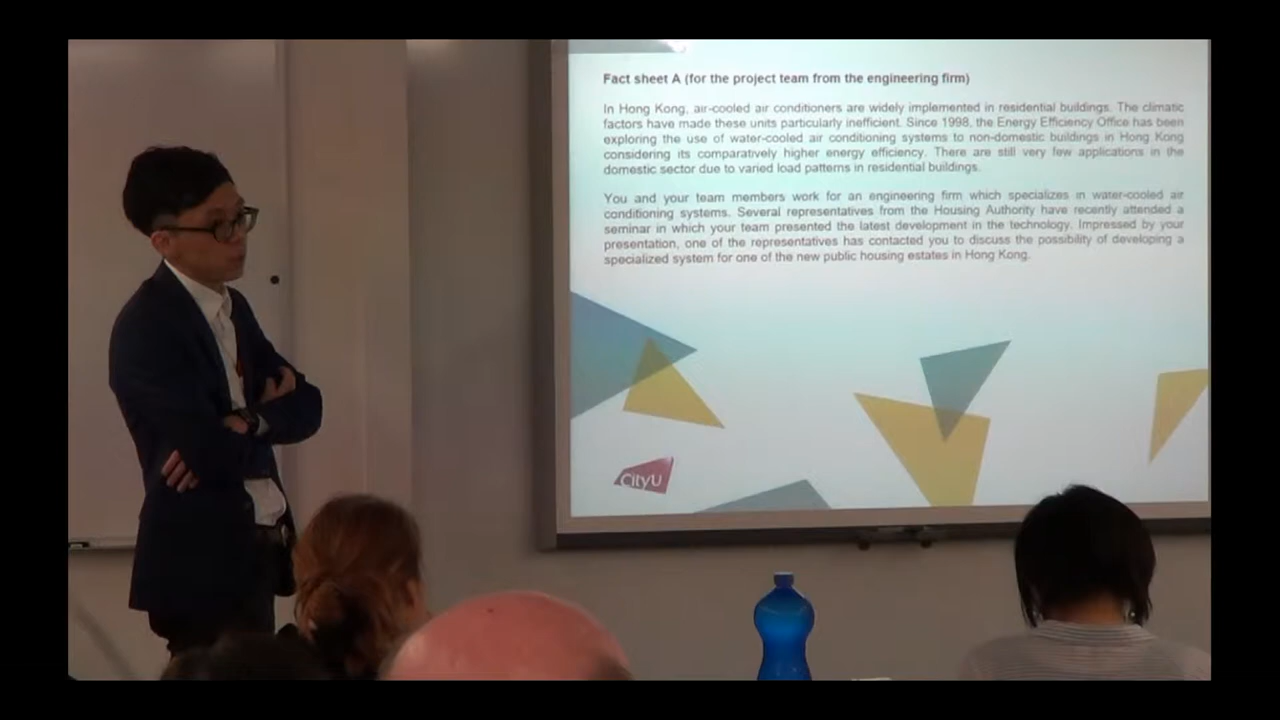 Fact sheet A (for the project team from the engineering firm)
In Hong Kong, air-cooled air conditioners are widely implemented in residential buildings. The climatic
factors have made these units particularly inefficient. Since 1998, the Energy Efficiency Office has been
exploring the use of water-cooled air conditioning systems to non-domestic buildings in Hong Kong
considering its comparatively higher energy efficiency. There are still very few applications in the
domestic sector due to varied load patterns in residential buildings.
You and your team members work for an engineering firm which specializes in water-cooled air
conditioning systems. Several representatives from the Housing Authority have recently attended a
seminar in which your team presented the latest development in the technology. Impressed by your
presentation, one of the representatives has contacted you to discuss the possibility of developing a
specialized system for one of the new public housing estates in Hong Kong.
CityU